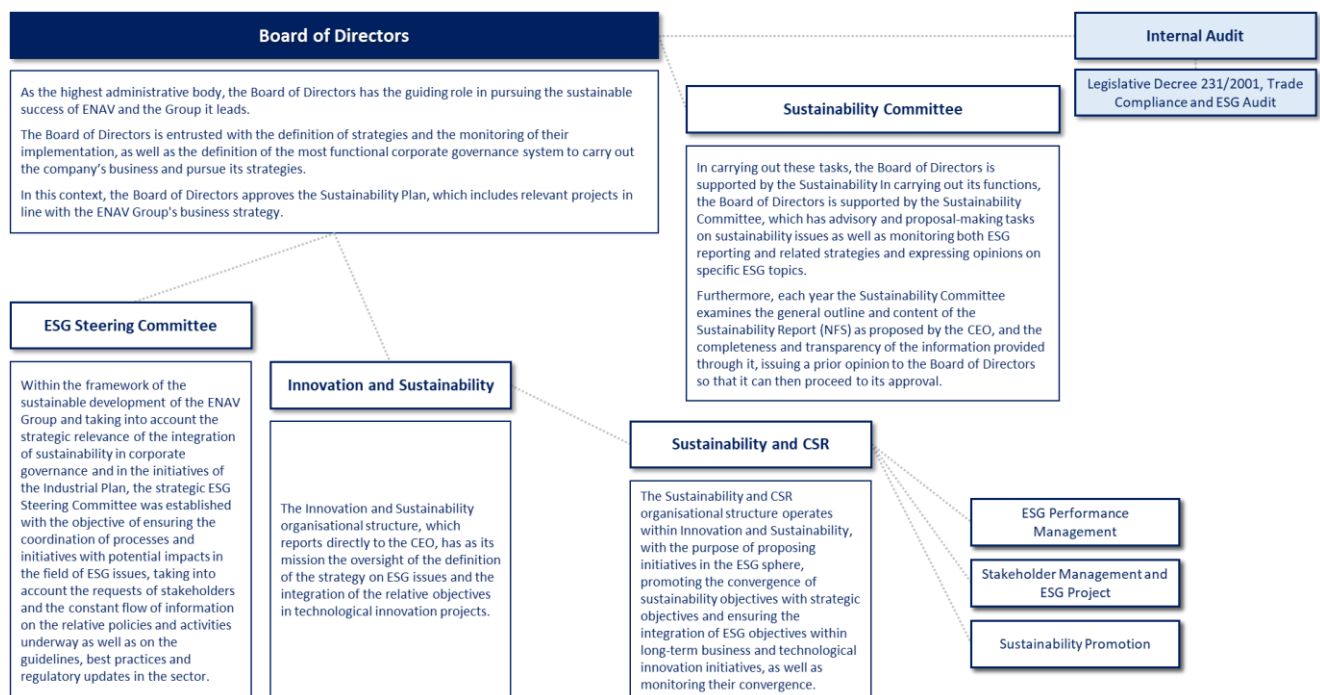 Board of Directors
As the highest administrative body, the Board of Directors has the guiding role in pursuing the sustainable
success of ENAV and the Group it leads.
The Board of Directors is entrusted with the definition of strategies and the monitoring of their
implementation, as well as the definition of the most functional corporate governance system to carry out
the company's business and pursue its strategies.
In this context, the Board of Directors approves the Sustainability Plan, which includes relevant projects in
line with the ENAV Group's business strategy.
Internal Audit
Legislative Decree 231/2001, Trade
Compliance and ESG Audit
Sustainability Committee
In carrying out these tasks, the Board of Directors is
supported by the Sustainability In carrying out its functions,
the Board of Directors is supported by the Sustainability
Committee, which has advisory and proposal-making tasks
on sustainability issues as well as monitoring both ESG
reporting and related strategies and expressing opinions on
specific ESG topics.
Furthermore, each year the Sustainability Committee
examines the general outline and content of the
Sustainability Report (NFS) as proposed by the CEO, and the
completeness and transparency of the information provided
through it, issuing a prior opinion to the Board of Directors
so that it can then proceed to its approval.
ESG Steering Committee
Within the framework of the
sustainable development of the ENAV
Group and taking into account the
strategic relevance of the integration
of sustainability in corporate
governance and in the initiatives of
the Industrial Plan, the strategic ESG
Steering Committee was established
with the objective of ensuring the
coordination of processes and
initiatives with potential impacts in
the field of ESG issues, taking into
account the requests of stakeholders
and the constant flow of information
on the relative policies and activities
underway as well as on the
guidelines, best practices and
regulatory updates in the sector.
Innovation and Sustainability
The Innovation and Sustainability
organisational structure, which
reports directly to the CEO, has as its
mission the oversight of the definition
of the strategy on ESG issues and the
integration of the relative objectives
in technological innovation projects.
Sustainability and CSR
The Sustainability and CSR
organisational structure operates
within Innovation and Sustainability,
with the purpose of proposing
initiatives in the ESG sphere,
promoting the convergence of
sustainability objectives with strategic
objectives and ensuring the
integration of ESG objectives within
long-term business and technological
innovation initiatives, as well as
monitoring their convergence.
ESG Performance
Management
Stakeholder Management and
ESG Project
Sustainability Promotion